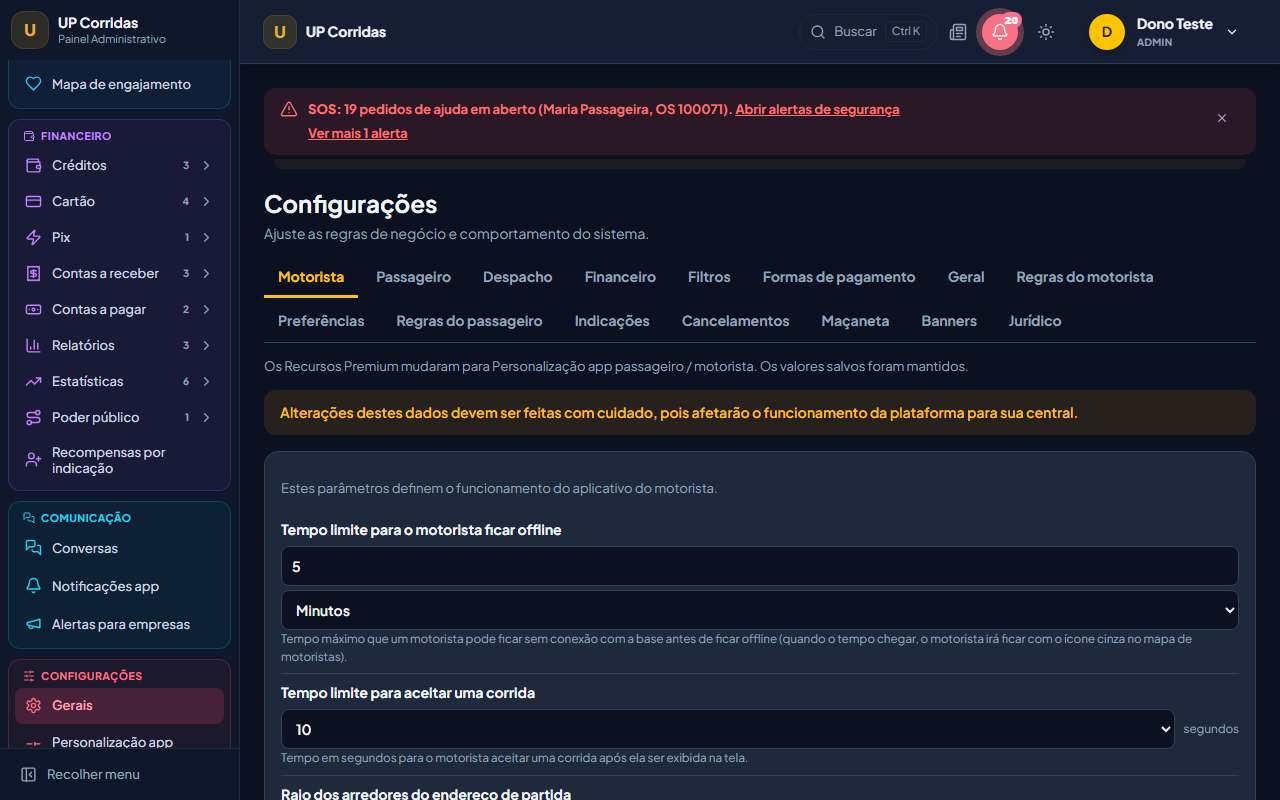 U UP Corridas
Painel Administrativo
Mapa de engajamento
FINANCEIRO
Créditos 3
Cartão 4
Pix 1
Contas a receber 3
Contas a pagar 2
Relatórios 3
Estatísticas 6
Poder público 1
Recompensas por
indicação
COMUNICAÇÃO
Conversas
Notificações app
Alertas para empresas
CONFIGURAÇÕES
Gerais
Personalização app
Recolher menu
U UP Corridas
Buscar Ctrl K
20
D Dono Teste
ADMIN
SOS: 19 pedidos de ajuda em aberto (Maria Passageira, OS 100071). Abrir alertas de segurança
Ver mais 1 alerta
Configurações
Ajuste as regras de negócio e comportamento do sistema.
Motorista Passageiro Despacho Financeiro Filtros Formas de pagamento Geral Regras do motorista
Preferências Regras do passageiro Indicações Cancelamentos Maçaneta Banners Jurídico
Os Recursos Premium mudaram para Personalização app passageiro / motorista. Os valores salvos foram mantidos.
Alterações destes dados devem ser feitas com cuidado, pois afetarão o funcionamento da plataforma para sua central.
Estes parâmetros definem o funcionamento do aplicativo do motorista.
Tempo limite para o motorista ficar offline
5
Minutos
Tempo máximo que um motorista pode ficar sem conexão com a base antes de ficar offline (quando o tempo chegar, o motorista irá ficar com o ícone cinza no mapa de
motoristas).
Tempo limite para aceitar uma corrida
10 segundos
Tempo em segundos para o motorista aceitar uma corrida após ela ser exibida na tela.
Raio dos arredores do endereço de partida